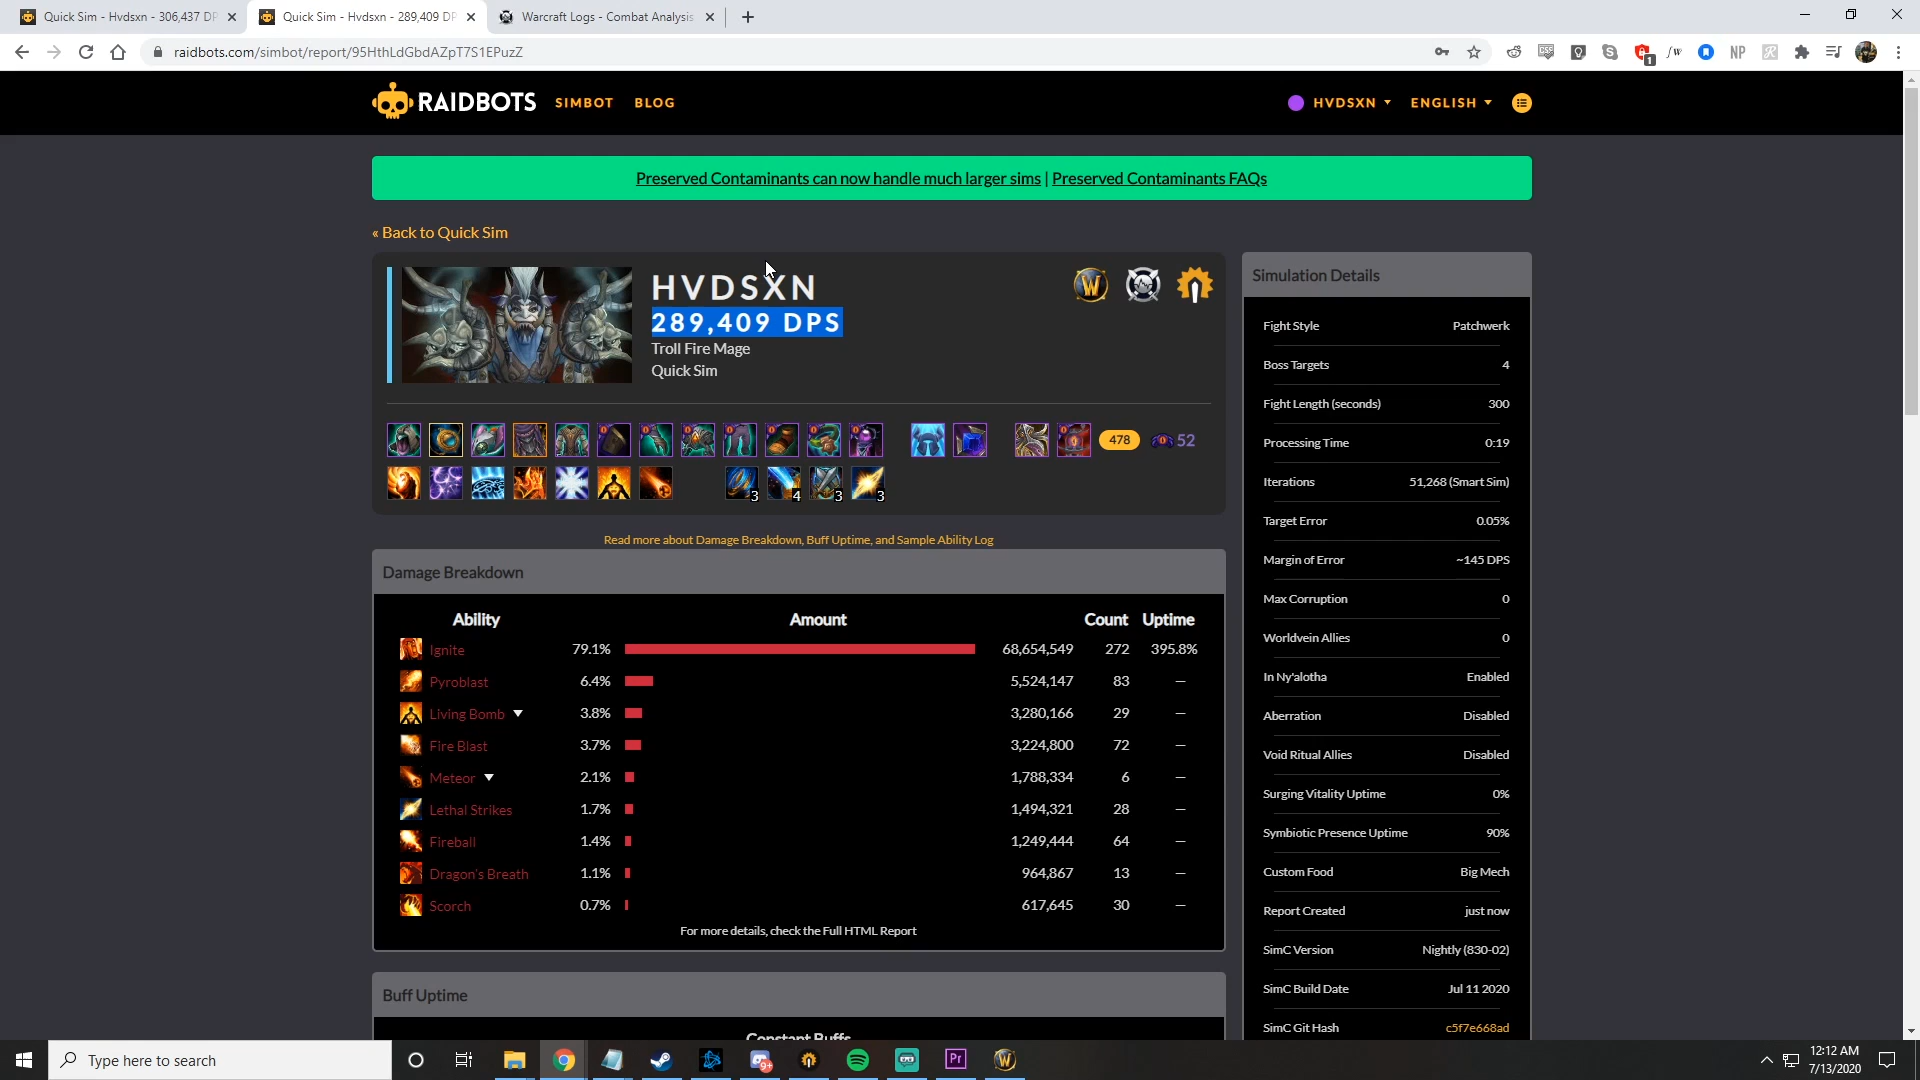 Quick Sim - Hvdsxn - 306,437 DP
Quick Sim - Hvdsxn - 289,409 DP
Warcraft Logs - Combat Analysis
raidbots.com/simbot/report/95HthLdGbdAZpT7S1EPuzZ
CSS
1
fW
NP
RAIDBOTS
SIMBOT
BLOG
HVDSXN
ENGLISH
Preserved Contaminants can now handle much larger sims | Preserved Contaminants FAQs
« Back to Quick Sim
HVDSXN
289,409 DPS
Troll Fire Mage
Quick Sim
478
52
3
4
3
3
Read more about Damage Breakdown, Buff Uptime, and Sample Ability Log
Damage Breakdown
Ability Amount Count Uptime
Ignite 79.1% 68,654,549 272 395.8%
Pyroblast 6.4% 5,524,147 83 —
Living Bomb 3.8% 3,280,166 29 —
Fire Blast 3.7% 3,224,800 72 —
Meteor 2.1% 1,788,334 6 —
Lethal Strikes 1.7% 1,494,321 28 —
Fireball 1.4% 1,249,444 64 —
Dragon's Breath 1.1% 964,867 13 —
Scorch 0.7% 617,645 30 —
For more details, check the Full HTML Report
Buff Uptime
Constant Buffs
Simulation Details
Fight Style Patchwerk
Boss Targets 4
Fight Length (seconds) 300
Processing Time 0:19
Iterations 51,268 (Smart Sim)
Target Error 0.05%
Margin of Error ~145 DPS
Max Corruption 0
Worldvein Allies 0
In Ny'alotha Enabled
Aberration Disabled
Void Ritual Allies Disabled
Surging Vitality Uptime 0%
Symbiotic Presence Uptime 90%
Custom Food Big Mech
Report Created just now
SimC Version Nightly (830-02)
SimC Build Date Jul 11 2020
SimC Git Hash c5f7e668ad
Type here to search
9+
Pr
12:12 AM
7/13/2020